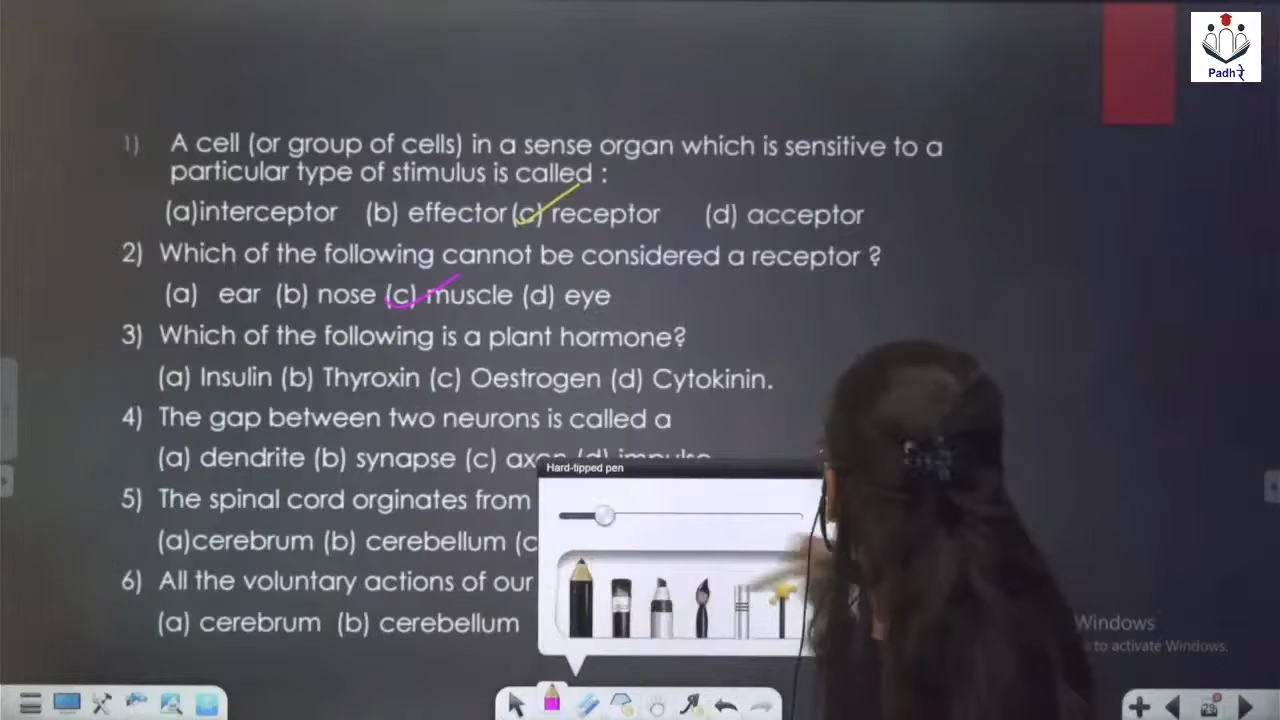 Padhरे
1) A cell (or group of cells) in a sense organ which is sensitive to a
particular type of stimulus is called :
(a)interceptor (b) effector (c) receptor (d) acceptor
2) Which of the following cannot be considered a receptor ?
(a) ear (b) nose (c) muscle (d) eye
3) Which of the following is a plant hormone?
(a) Insulin (b) Thyroxin (c) Oestrogen (d) Cytokinin.
4) The gap between two neurons is called a
(a) dendrite (b) synapse (c) axon (d) impulse
Hard-tipped pen
5) The spinal cord orginates from
(a)cerebrum (b) cerebellum (c
6) All the voluntary actions of our
(a) cerebrum (b) cerebellum
Windows
to activate Windows.
29